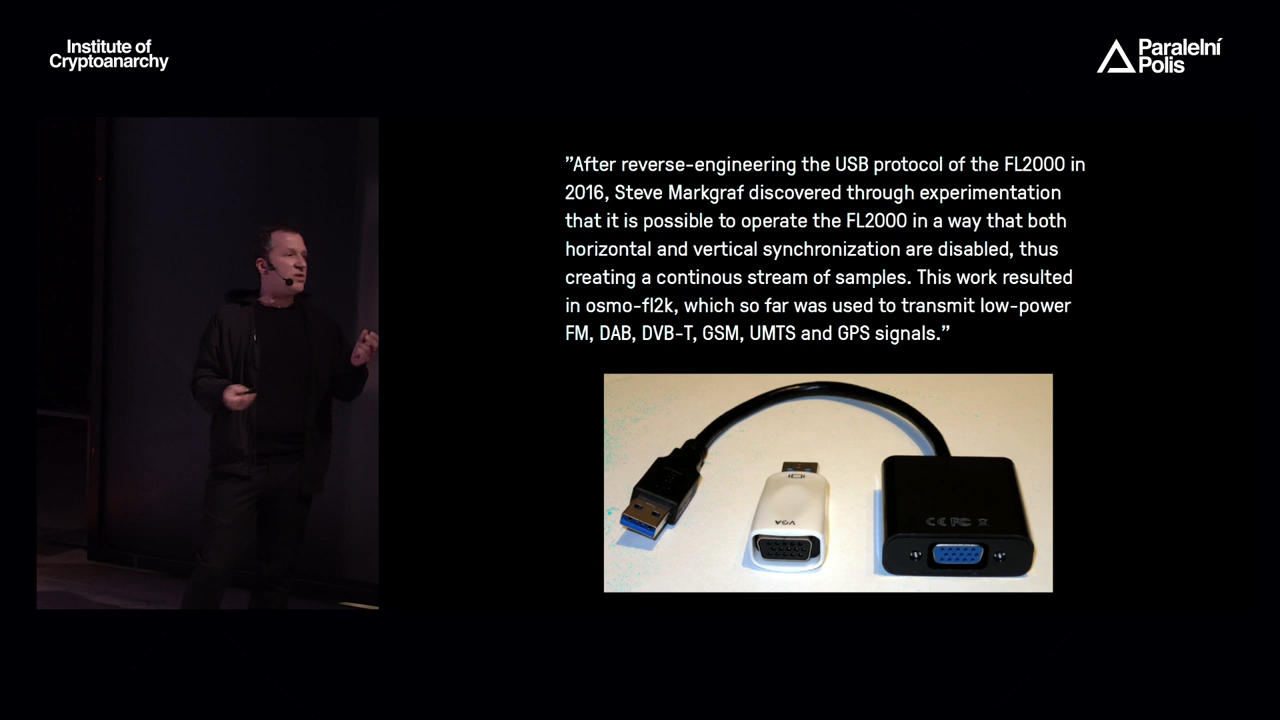 Institute of
Cryptoanarchy
Paralelní
Polis
”After reverse-engineering the USB protocol of the FL2000 in
2016, Steve Markgraf discovered through experimentation
that it is possible to operate the FL2000 in a way that both
horizontal and vertical synchronization are disabled, thus
creating a continous stream of samples. This work resulted
in osmo-fl2k, which so far was used to transmit low-power
FM, DAB, DVB-T, GSM, UMTS and GPS signals.”
VGA
CE FC